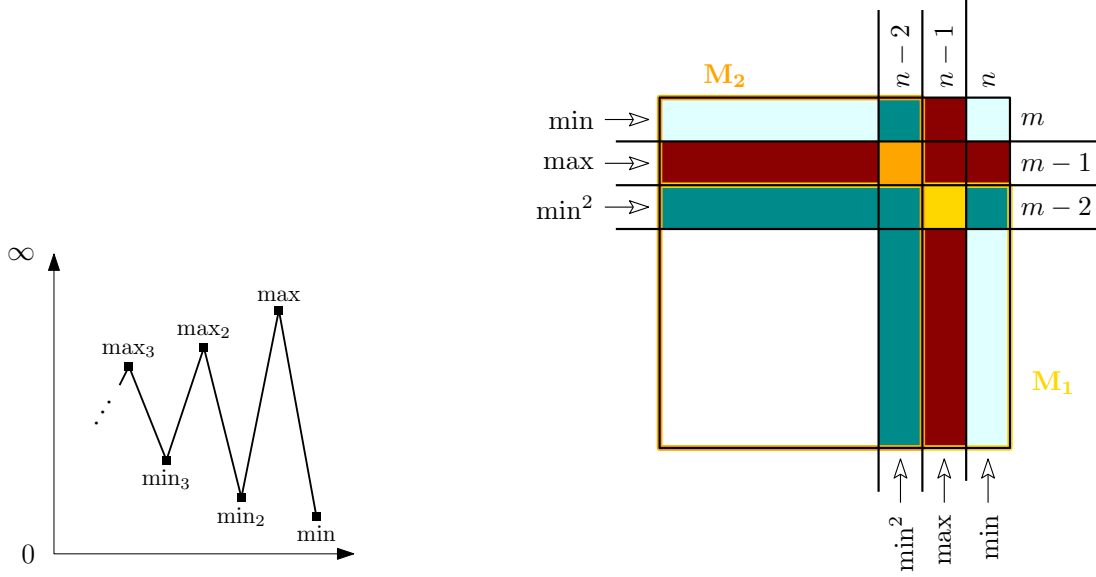 ∞
0
max₃
min₃
max₂
min₂
max
min
M₂
n − 2
n − 1
n
min
max
min²
m
m − 1
m − 2
M₁
min²
max
min